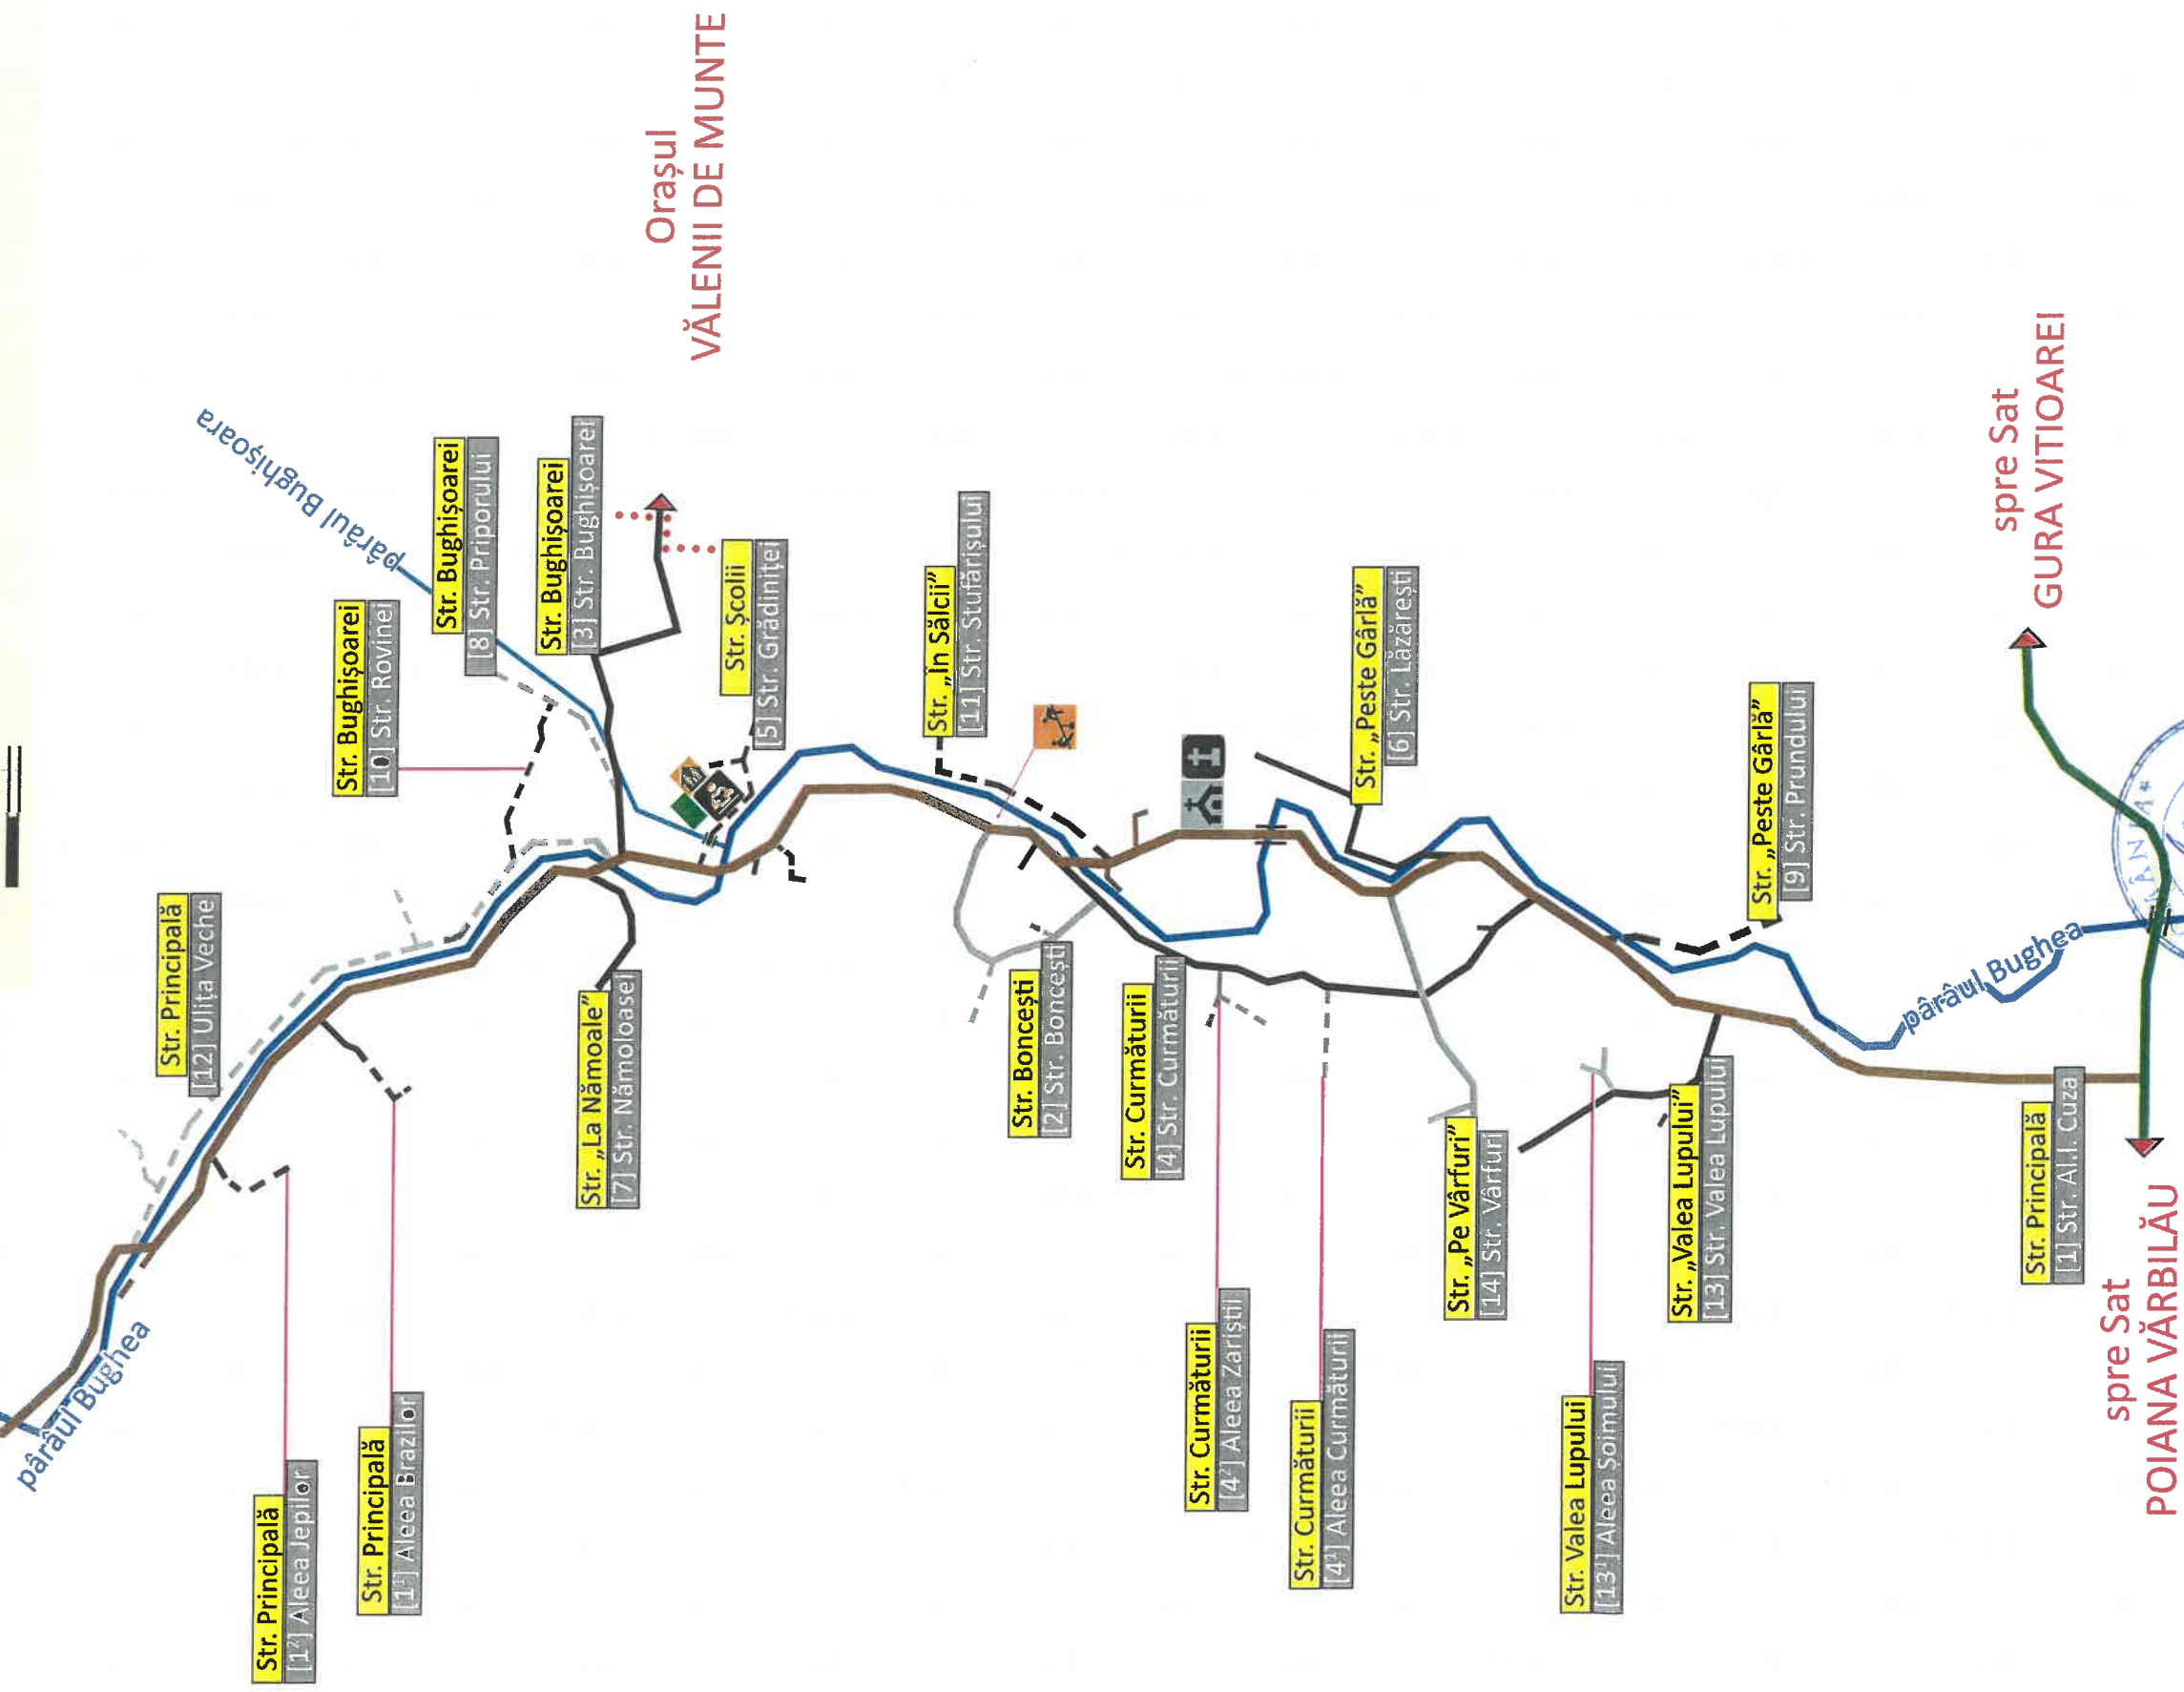 Orașul
VĂLENII DE MUNTE
pârâul Bughișoara
Str. Bughișoarei
[8] Str. Priporului
Str. Bughișoarei
[3] Str. Bughișoarei
Str. Bughișoarei
[10] Str. Rovinei
Str. Școlii
[5] Str. Grădiniței
Str. „În Sălcii”
[11] Str. Stufărișului
Str. „Peste Gârlă”
[6] Str. Lăzărești
Str. „Peste Gârlă”
[9] Str. Prundului
spre Sat
GURA VITIOAREI
Str. Principală
[12] Ulița Veche
Str. „La Nămoale”
[7] Str. Nămoloasei
Str. Boncești
[2] Str. Boncești
Str. Curmăturii
[4] Str. Curmăturii
Str. „Pe Vârfuri”
[14] Str. Vârfuri
Str. „Valea Lupului”
[13] Str. Valea Lupului
pârâul Bughea
Str. Principală
[1] Str. Al.I. Cuza
pârâul Bughea
Str. Principală
[1²] Aleea Jepilor
Str. Principală
[1¹] Aleea Brazilor
Str. Curmăturii
[4²] Aleea Zariștii
Str. Curmăturii
[4¹] Aleea Curmăturii
Str. Valea Lupului
[13¹] Aleea Șoimului
spre Sat
POIANA VĂRBILĂU